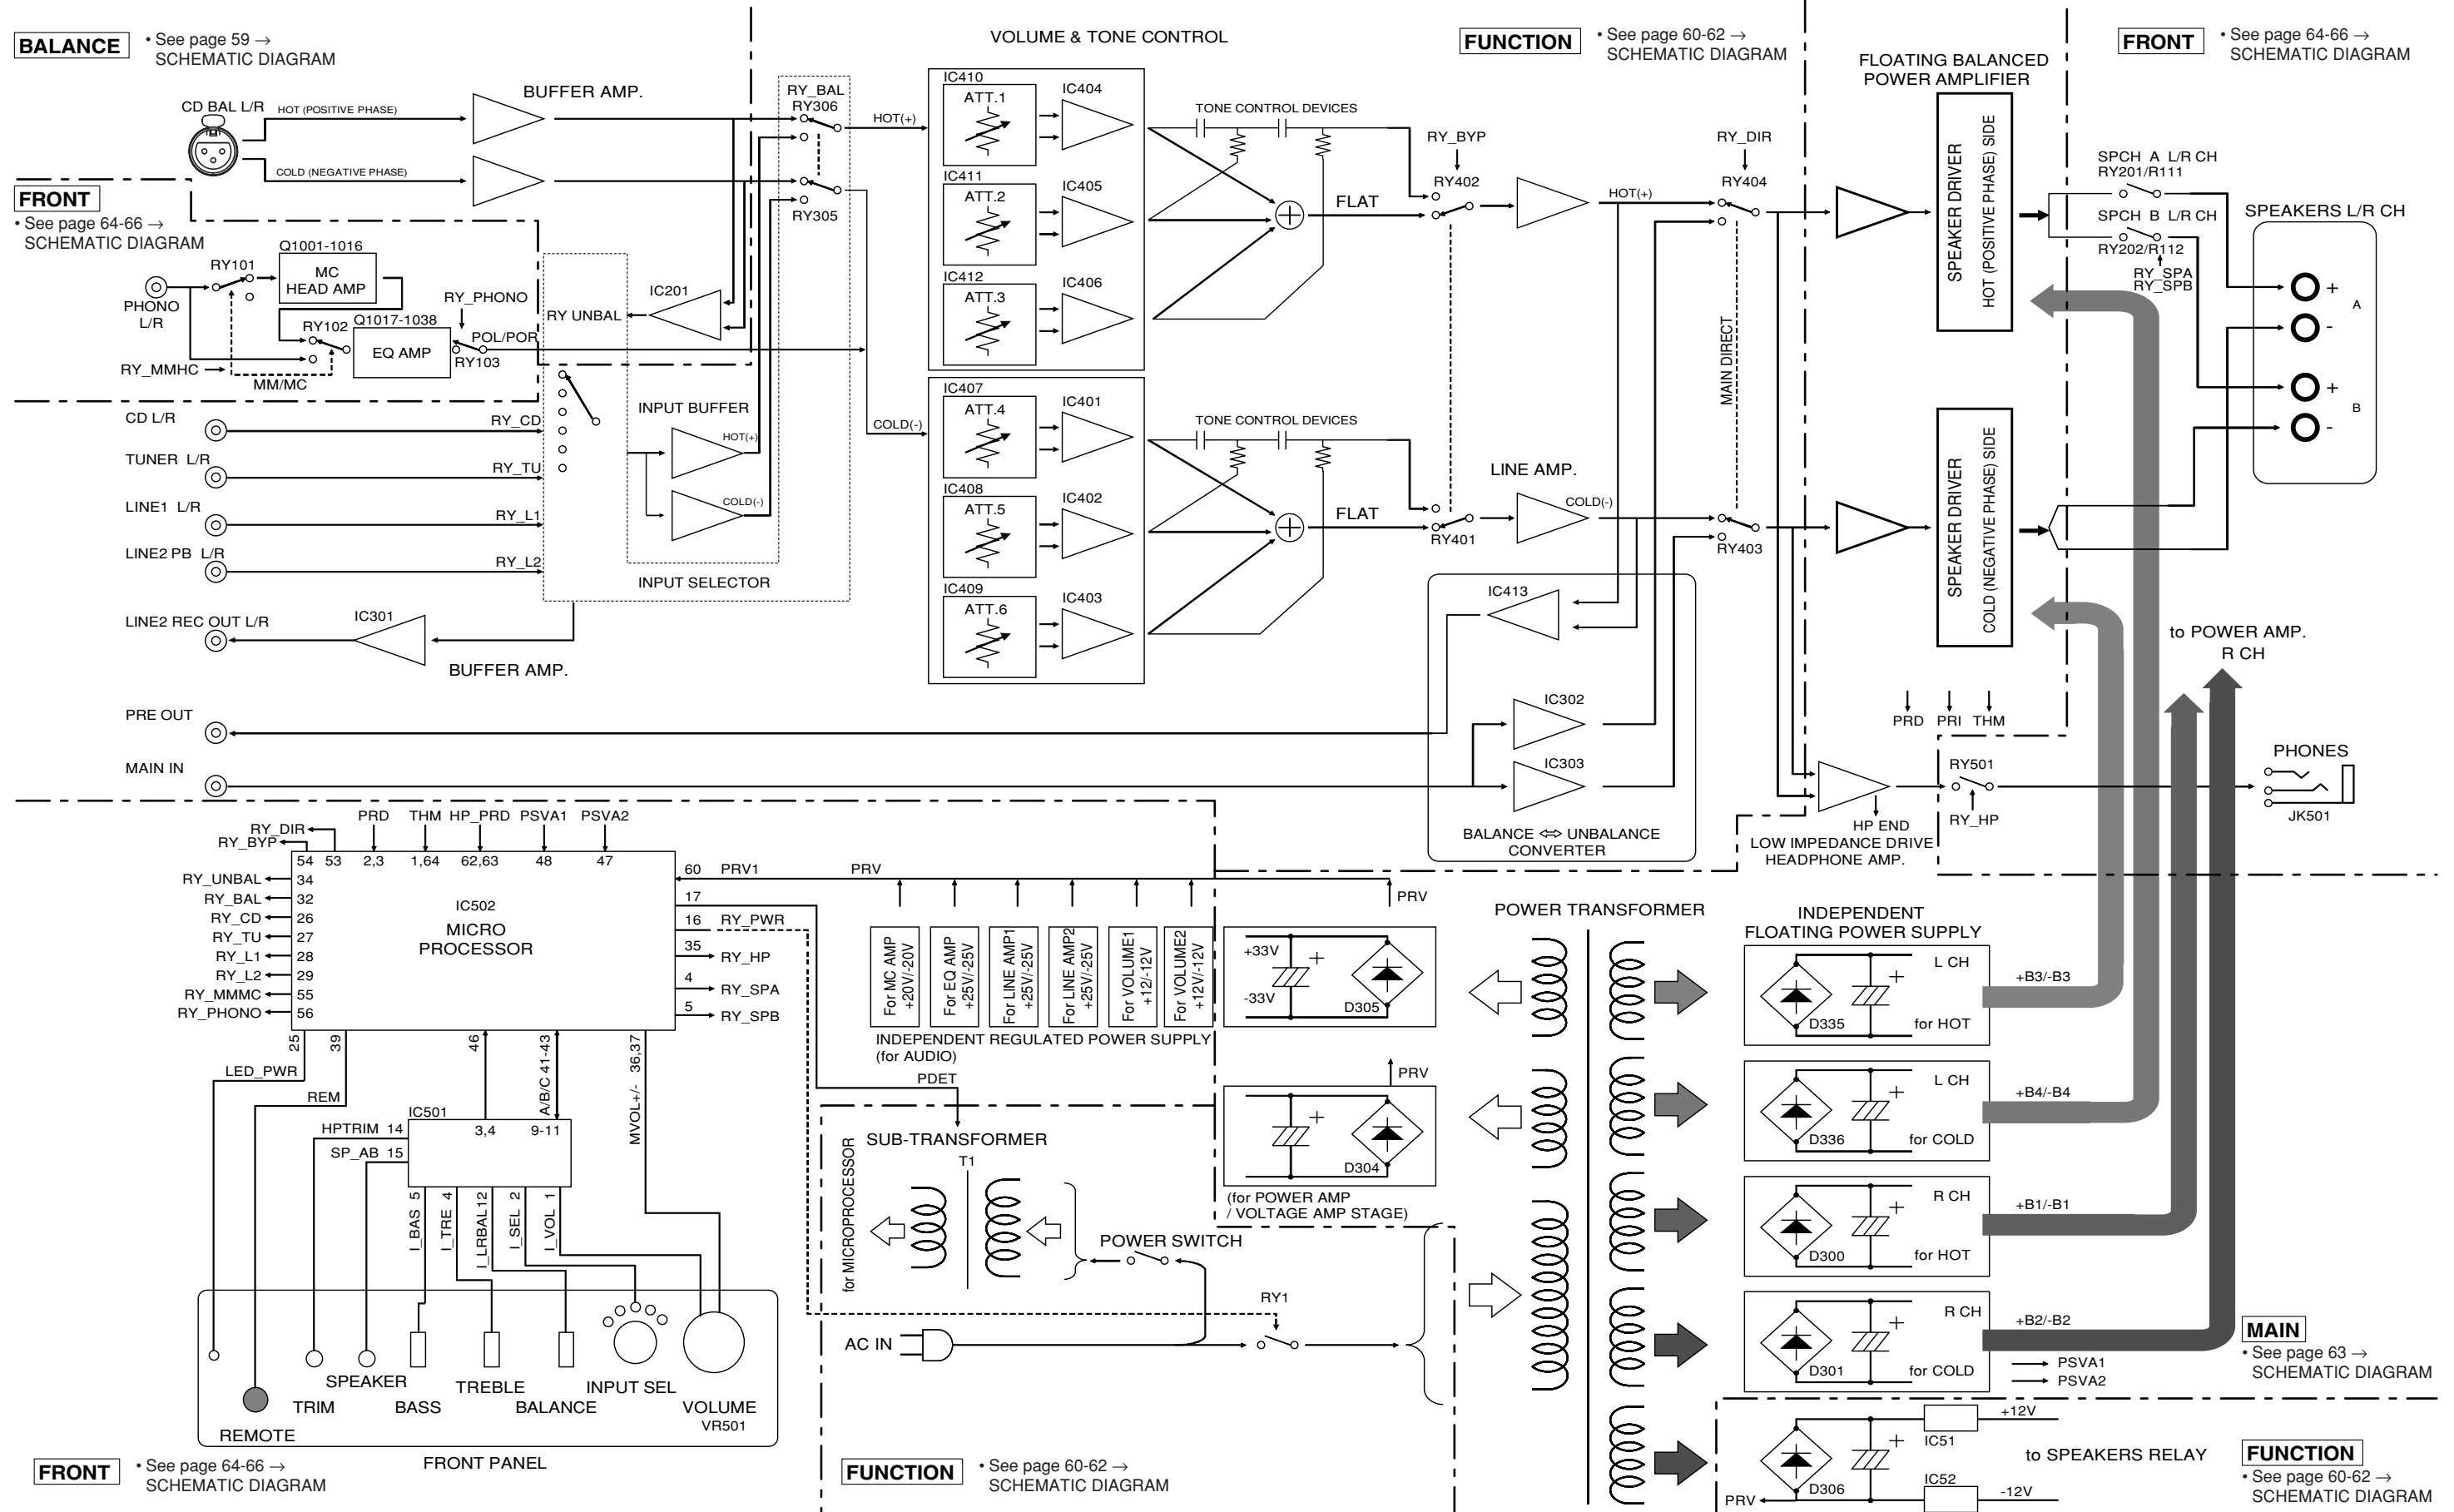 BALANCE
• See page 59 →
SCHEMATIC DIAGRAM
VOLUME & TONE CONTROL
FUNCTION
• See page 60-62 →
SCHEMATIC DIAGRAM
FRONT
• See page 64-66 →
SCHEMATIC DIAGRAM
FLOATING BALANCED
POWER AMPLIFIER
CD BAL L/R
HOT (POSITIVE PHASE)
COLD (NEGATIVE PHASE)
BUFFER AMP.
RY_BAL
RY306
RY305
HOT(+)
IC410
ATT.1
IC404
IC411
ATT.2
IC405
IC412
ATT.3
IC406
TONE CONTROL DEVICES
FLAT
RY_BYP
RY402
HOT(+)
RY_DIR
RY404
MAIN DIRECT
SPEAKER DRIVER
HOT (POSITIVE PHASE) SIDE
SPCH A L/R CH
RY201/R111
SPCH B L/R CH
RY202/R112
RY_SPA
RY_SPB
SPEAKERS L/R CH
+
A
-
+
B
-
FRONT
• See page 64-66 →
SCHEMATIC DIAGRAM
PHONO
L/R
RY101
Q1001-1016
MC
HEAD AMP
RY102
Q1017-1038
EQ AMP
RY_PHONO
POL/POR
RY103
RY_MMHC
MM/MC
RY UNBAL
IC201
INPUT BUFFER
HOT(+)
COLD(-)
INPUT SELECTOR
CD L/R
RY_CD
TUNER L/R
RY_TU
LINE1 L/R
RY_L1
LINE2 PB L/R
RY_L2
LINE2 REC OUT L/R
IC301
BUFFER AMP.
COLD(-)
IC407
ATT.4
IC401
IC408
ATT.5
IC402
IC409
ATT.6
IC403
TONE CONTROL DEVICES
FLAT
RY401
LINE AMP.
COLD(-)
RY403
SPEAKER DRIVER
COLD (NEGATIVE PHASE) SIDE
IC413
IC302
IC303
BALANCE ⇔ UNBALANCE
CONVERTER
PRE OUT
MAIN IN
to POWER AMP.
R CH
PRD
PRI
THM
RY501
RY_HP
HP END
LOW IMPEDANCE DRIVE
HEADPHONE AMP.
PHONES
JK501
RY_DIR
RY_BYP
PRD
THM
HP_PRD
PSVA1
PSVA2
54
53
2,3
1,64
62,63
48
47
RY_UNBAL
34
RY_BAL
32
RY_CD
26
RY_TU
27
RY_L1
28
RY_L2
29
RY_MMMC
55
RY_PHONO
56
IC502
MICRO
PROCESSOR
60
PRV1
PRV
17
16
RY_PWR
35
RY_HP
4
RY_SPA
5
RY_SPB
25
39
46
A/B/C 41-43
MVOL+/- 36,37
LED_PWR
REM
IC501
3,4
9-11
HPTRIM 14
SP_AB 15
I_BAS 5
I_TRE 4
I_LRBAL 12
I_SEL 2
I_VOL 1
For MC AMP
+20V/-20V
For EQ AMP
+25V/-25V
For LINE AMP1
+25V/-25V
For LINE AMP2
+25V/-25V
For VOLUME1
+12/-12V
For VOLUME2
+12V/-12V
INDEPENDENT REGULATED POWER SUPPLY
(for AUDIO)
PDET
PRV
+33V
+
-33V
D305
PRV
+
D304
(for POWER AMP
/ VOLTAGE AMP STAGE)
POWER TRANSFORMER
INDEPENDENT
FLOATING POWER SUPPLY
L CH
+
D335
for HOT
+B3/-B3
L CH
+
D336
for COLD
+B4/-B4
R CH
+
D300
for HOT
+B1/-B1
R CH
+
D301
for COLD
+B2/-B2
PSVA1
PSVA2
MAIN
• See page 63 →
SCHEMATIC DIAGRAM
for MICROPROCESSOR
SUB-TRANSFORMER
T1
POWER SWITCH
RY1
AC IN
REMOTE
TRIM
SPEAKER
BASS
TREBLE
BALANCE
INPUT SEL
VOLUME
VR501
FRONT PANEL
FRONT
• See page 64-66 →
SCHEMATIC DIAGRAM
FUNCTION
• See page 60-62 →
SCHEMATIC DIAGRAM
PRV
+
D306
IC51
+12V
IC52
-12V
to SPEAKERS RELAY
FUNCTION
• See page 60-62 →
SCHEMATIC DIAGRAM